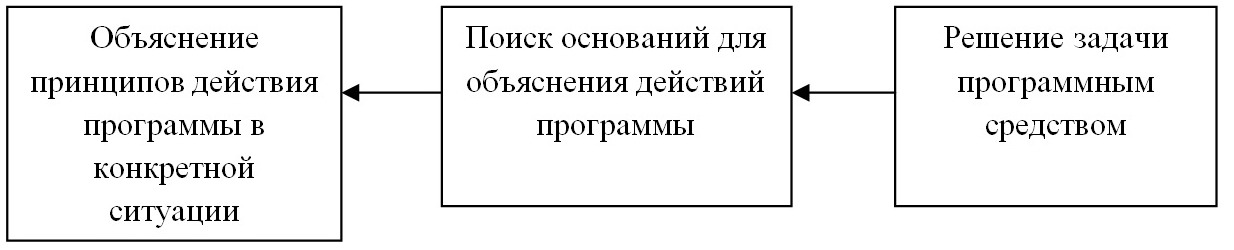 Объяснение
принципов действия
программы в
конкретной
ситуации
Поиск оснований для
объяснения действий
программы
Решение задачи
программным
средством